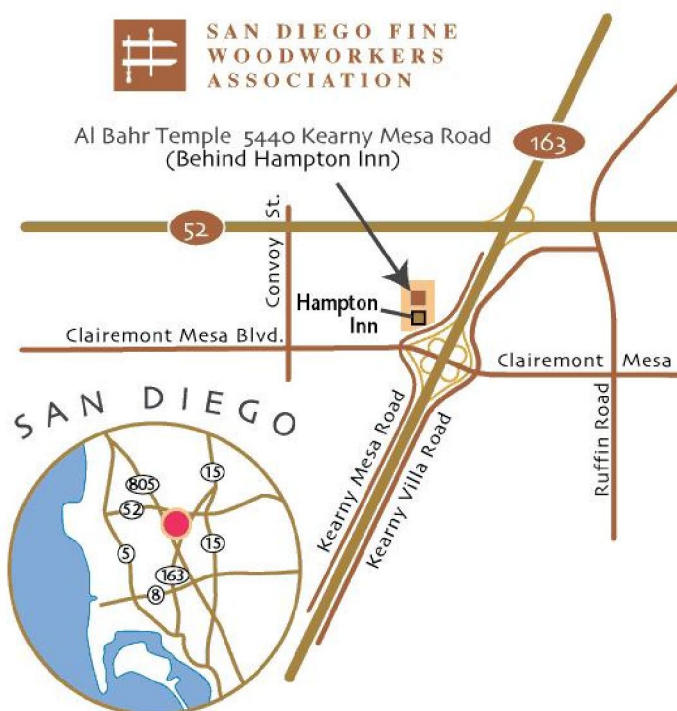 SAN DIEGO FINE
WOODWORKERS
ASSOCIATION
Al Bahr Temple 5440 Kearny Mesa Road
(Behind Hampton Inn)
163
52
Convoy St.
Hampton
Inn
Clairemont Mesa Blvd.
Clairemont Mesa
Kearny Mesa Road
Kearny Villa Road
Ruffin Road
SAN DIEGO
805
15
52
5
15
163
8